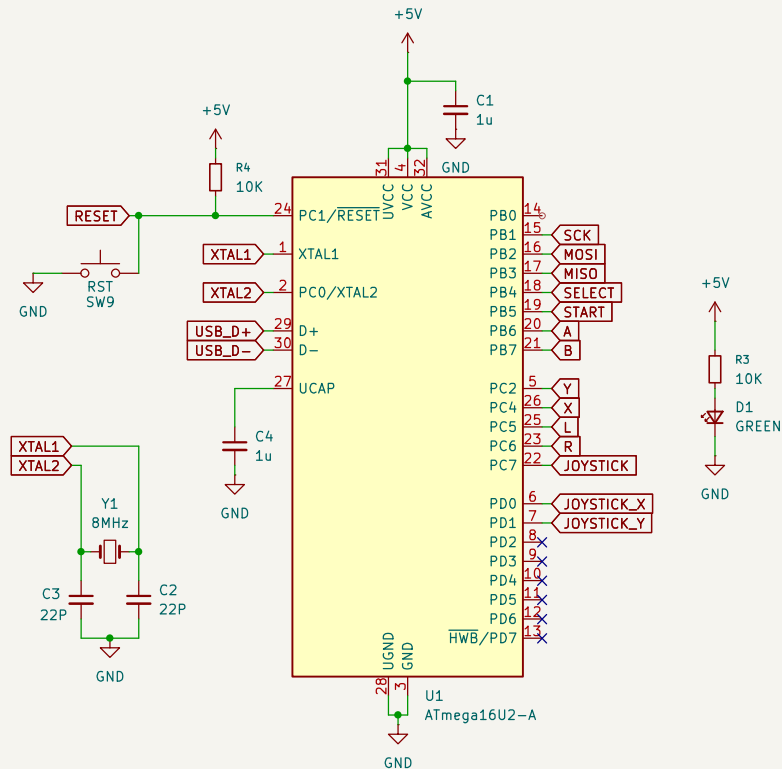 +5V
C1
1u
GND
+5V
R4
10K
RESET
RST
SW9
GND
31
4
32
UVCC
VCC
AVCC
24
PC1/RESET
XTAL1
1
XTAL1
XTAL2
2
PC0/XTAL2
USB_D+
29
D+
USB_D-
30
D-
27
UCAP
C4
1u
GND
PB0
14
PB1
15
SCK
PB2
16
MOSI
PB3
17
MISO
PB4
18
SELECT
PB5
19
START
PB6
20
A
PB7
21
B
PC2
5
Y
PC4
26
X
PC5
25
L
PC6
23
R
PC7
22
JOYSTICK
PD0
6
JOYSTICK_X
PD1
7
JOYSTICK_Y
PD2
8
PD3
9
PD4
10
PD5
11
PD6
12
HWB/PD7
13
UGND
GND
28
3
U1
ATmega16U2-A
GND
XTAL1
XTAL2
Y1
8MHz
C3
22P
C2
22P
GND
+5V
R3
10K
D1
GREEN
GND